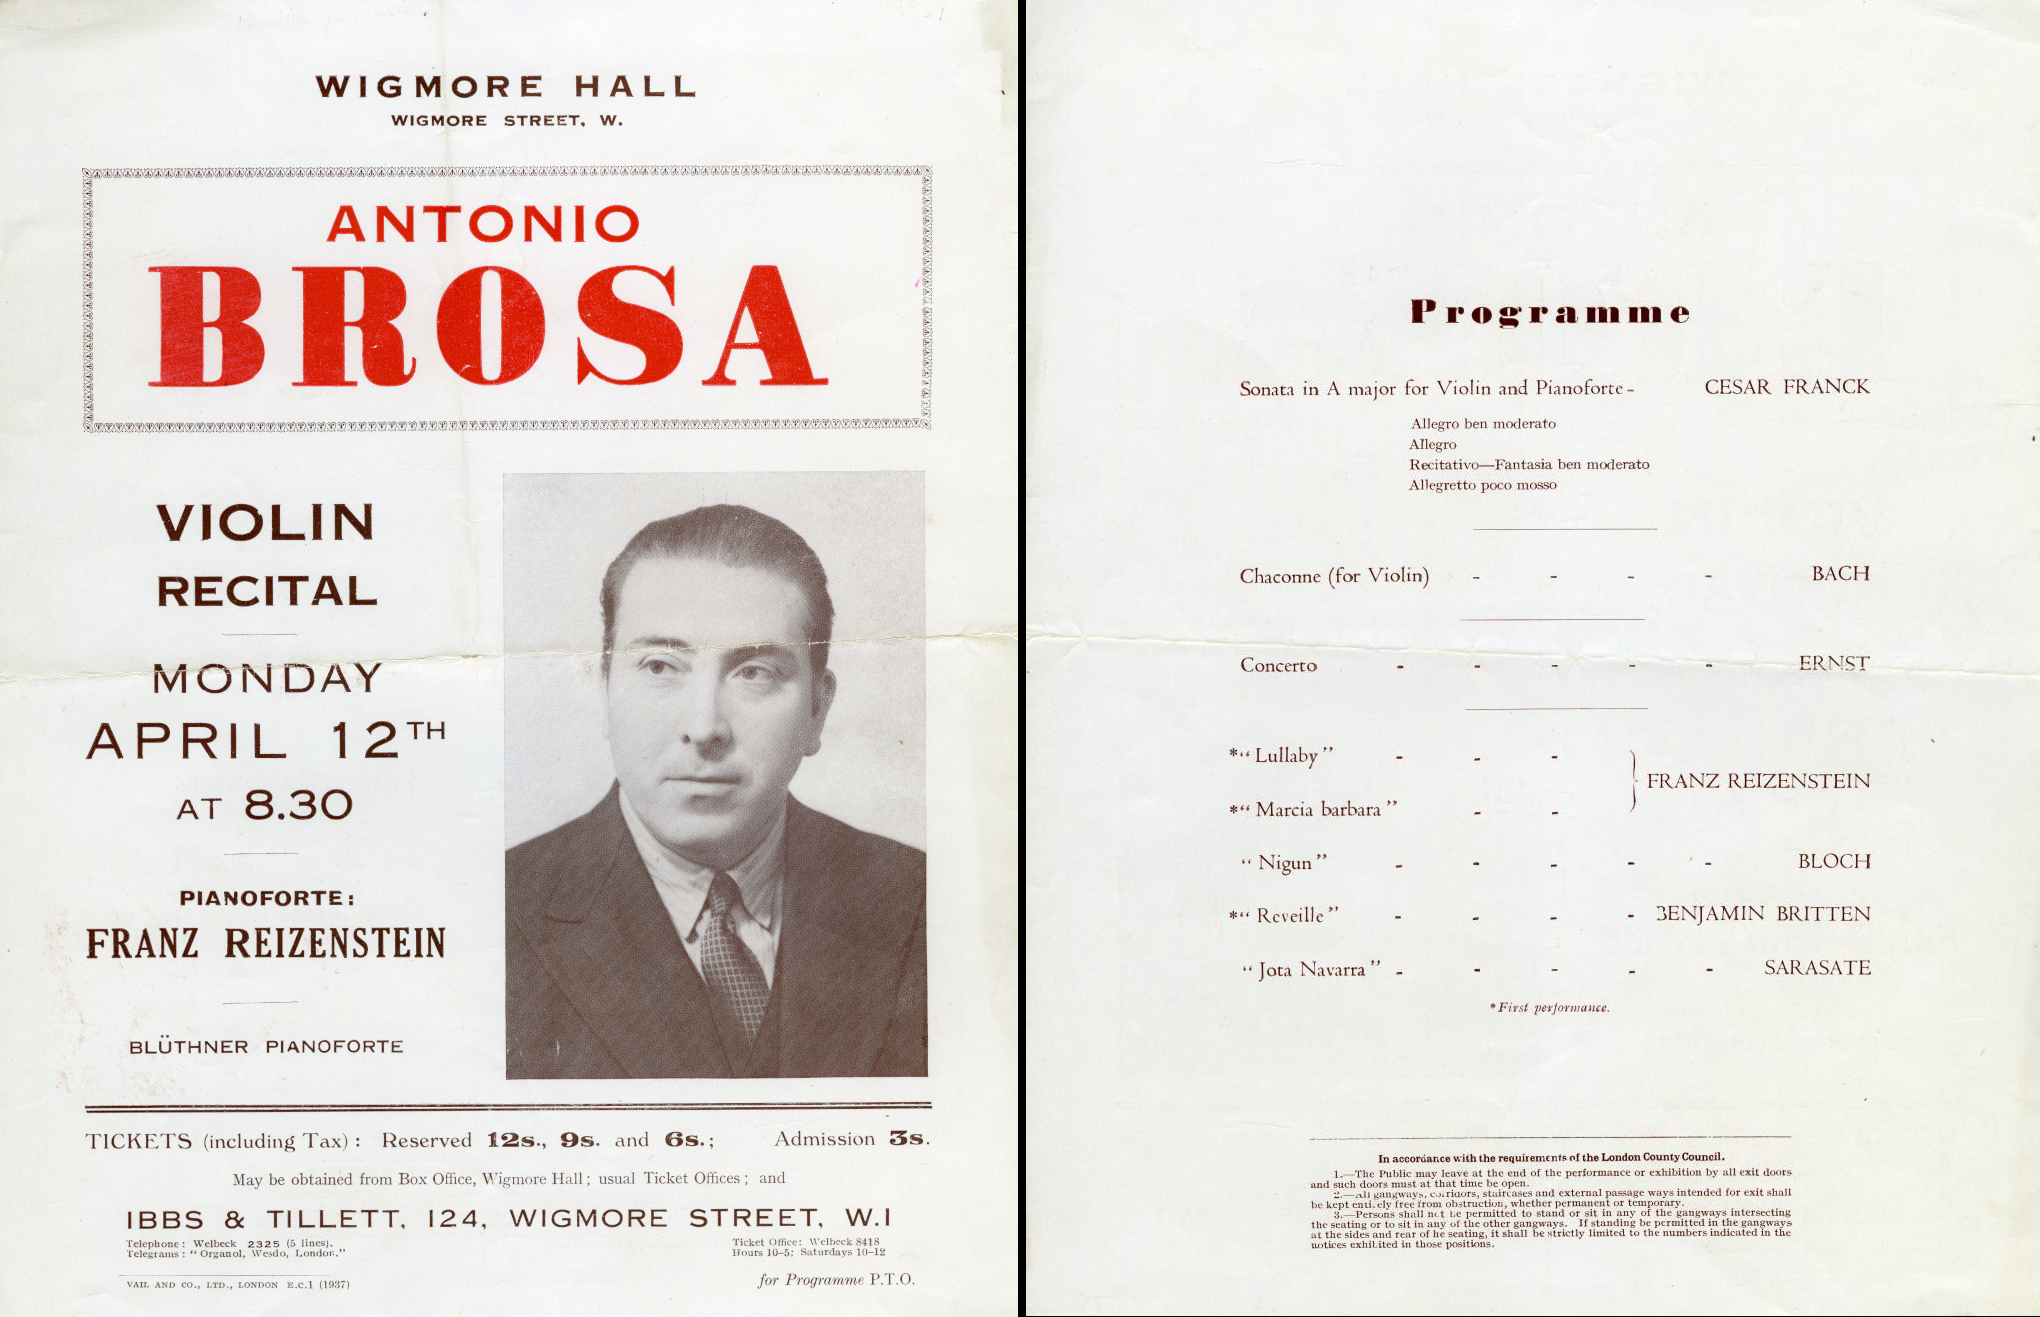 WIGMORE HALL
WIGMORE STREET, W.
ANTONIO
BROSA
VIOLIN
RECITAL
MONDAY
APRIL 12TH
AT 8.30
PIANOFORTE:
FRANZ REIZENSTEIN
BLÜTHNER PIANOFORTE
TICKETS (including Tax) : Reserved 12s., 9s. and 6s.; Admission 3s.
May be obtained from Box Office, Wigmore Hall; usual Ticket Offices; and
IBBS & TILLETT, 124, WIGMORE STREET, W.1
Telephone: Welbeck 2325 (5 lines). Ticket Office: Welbeck 8418
Telegrams: "Organol, Wesdo, London." Hours 10–5; Saturdays 10–12
VAIL AND CO., LTD., LONDON E.C.1 (1937) for Programme P.T.O.
Programme
Sonata in A major for Violin and Pianoforte - CESAR FRANCK
Allegro ben moderato
Allegro
Recitativo—Fantasia ben moderato
Allegretto poco mosso
Chaconne (for Violin) - - - - BACH
Concerto - - - - - ERNST
*"Lullaby" - - -
FRANZ REIZENSTEIN
*"Marcia barbara" - -
"Nigun" - - - - - BLOCH
*"Reveille" - - - - BENJAMIN BRITTEN
"Jota Navarra" - - - - - SARASATE
*First performance.
In accordance with the requirements of the London County Council.
1.—The Public may leave at the end of the performance or exhibition by all exit doors
and such doors must at that time be open.
2.—All gangways, corridors, staircases and external passage ways intended for exit shall
be kept entirely free from obstruction, whether permanent or temporary.
3.—Persons shall not be permitted to stand or sit in any of the gangways intersecting
the seating or to sit in any of the other gangways. If standing be permitted in the gangways
at the sides and rear of he seating, it shall be strictly limited to the numbers indicated in the
notices exhibited in those positions.